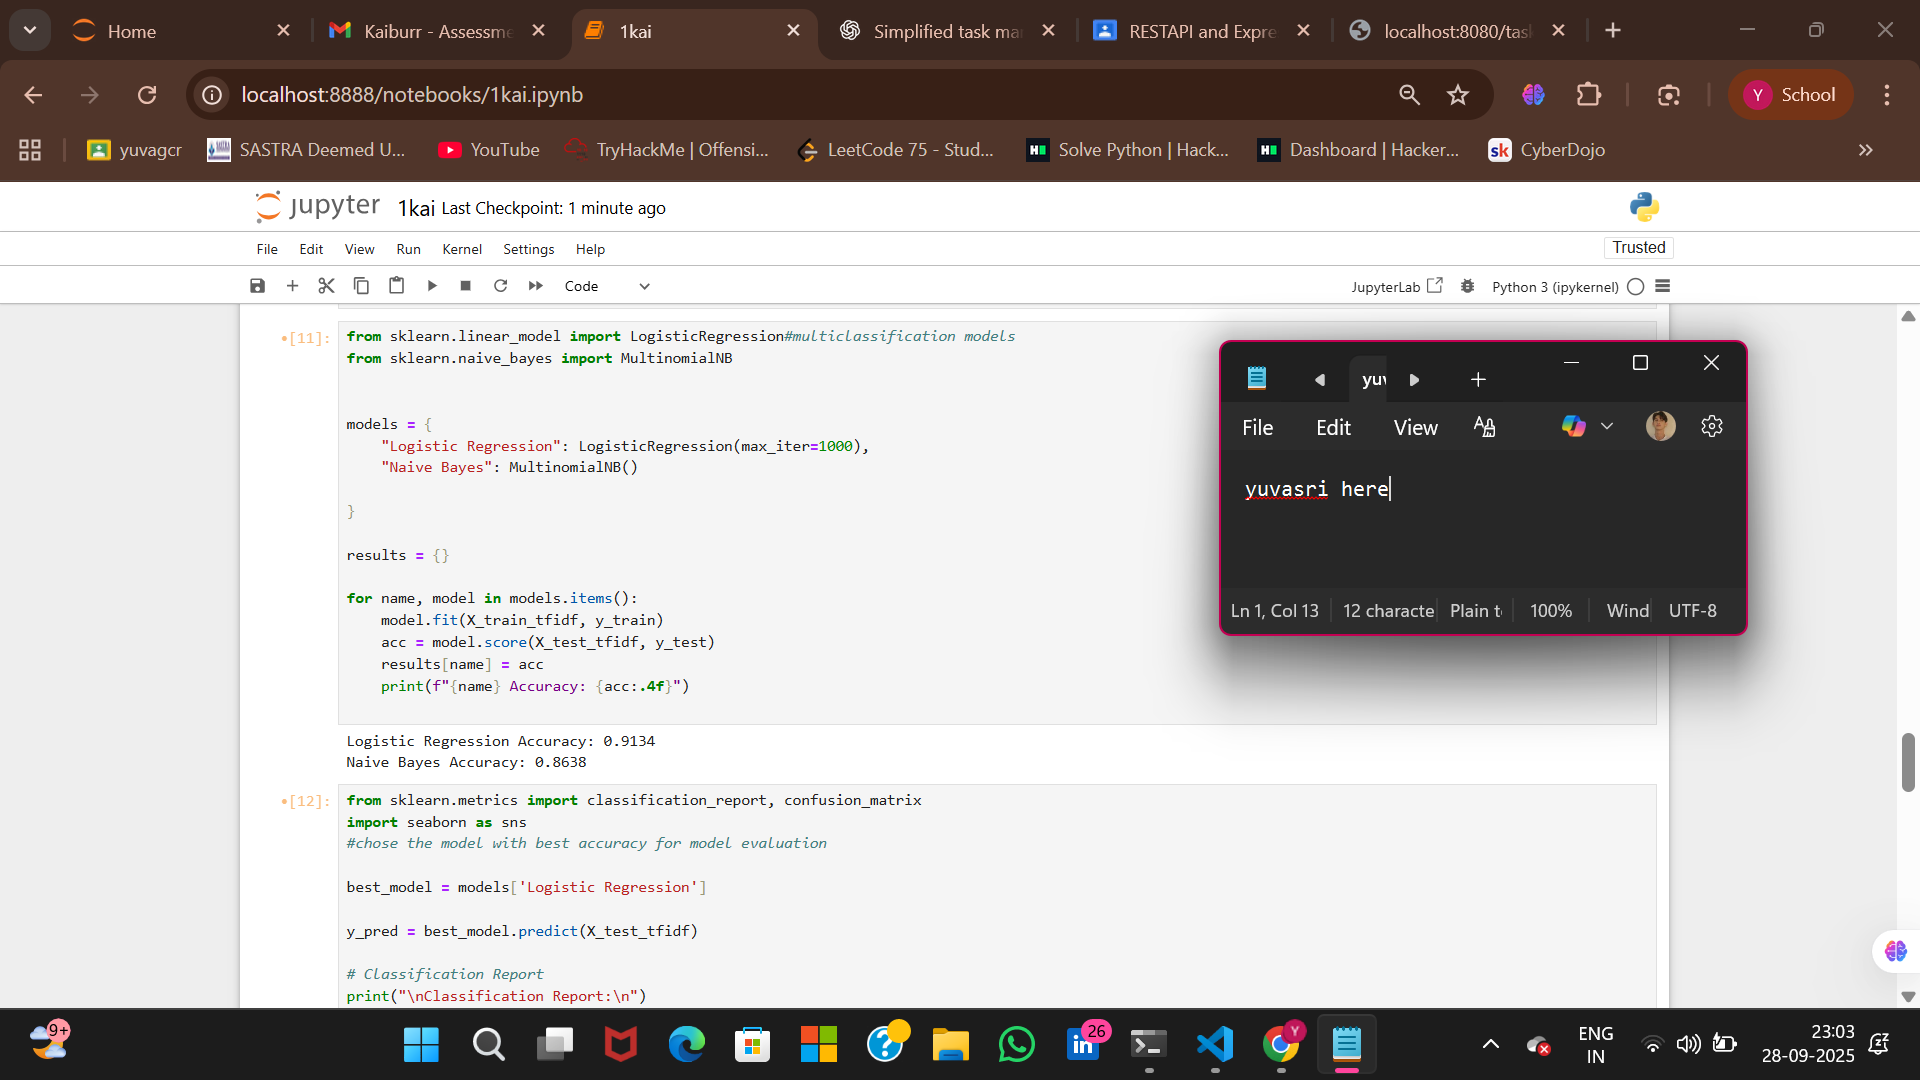 Home
Kaiburr - Assessme
1kai
Simplified task ma
RESTAPI and Expre
localhost:8080/tas
localhost:8888/notebooks/1kai.ipynb
Y School
yuvagcr
SASTRA Deemed U...
YouTube
TryHackMe | Offensi...
LeetCode 75 - Stud...
Solve Python | Hack...
Dashboard | Hacker...
sk CyberDojo
jupyter 1kai Last Checkpoint: 1 minute ago
File Edit View Run Kernel Settings Help
Trusted
Code
JupyterLab
Python 3 (ipykernel)
[11]:
from sklearn.linear_model import LogisticRegression#multiclassification models
from sklearn.naive_bayes import MultinomialNB
models = {
"Logistic Regression": LogisticRegression(max_iter=1000),
"Naive Bayes": MultinomialNB()
}
results = {}
for name, model in models.items():
model.fit(X_train_tfidf, y_train)
acc = model.score(X_test_tfidf, y_test)
results[name] = acc
print(f"{name} Accuracy: {acc:.4f}")
Logistic Regression Accuracy: 0.9134
Naive Bayes Accuracy: 0.8638
[12]:
from sklearn.metrics import classification_report, confusion_matrix
import seaborn as sns
#chose the model with best accuracy for model evaluation
best_model = models['Logistic Regression']
y_pred = best_model.predict(X_test_tfidf)
# Classification Report
print("\nClassification Report:\n")
yuv
File Edit View
yuvasri here
Ln 1, Col 13
12 characte
Plain t
100%
Wind
UTF-8
9+
26
Y
ENG
IN
23:03
28-09-2025